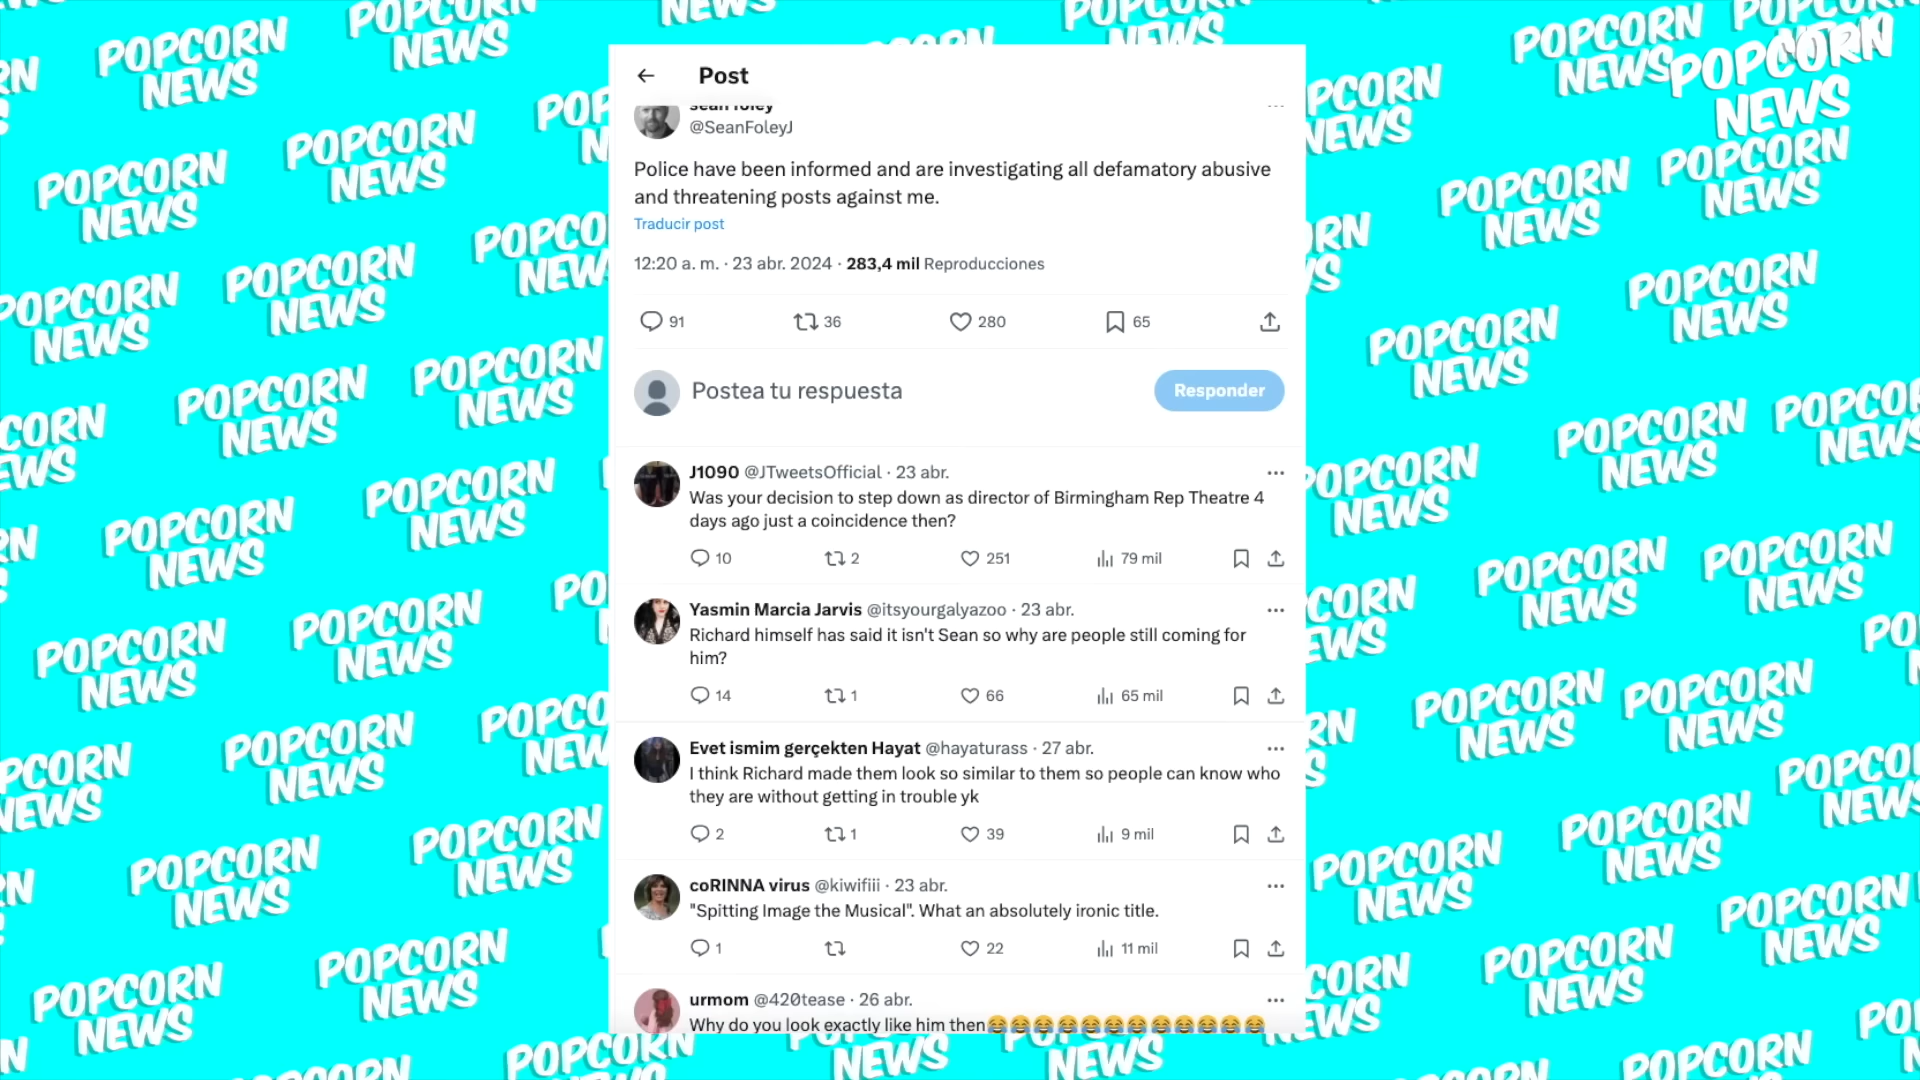 POPCORN
NEWS
Post
sean foley
@SeanFoleyJ
Police have been informed and are investigating all defamatory abusive
and threatening posts against me.
Traducir post
12:20 a. m. · 23 abr. 2024 · 283,4 mil Reproducciones
91 36 280 65
Postea tu respuesta
Responder
J1090 @JTweetsOfficial · 23 abr.
Was your decision to step down as director of Birmingham Rep Theatre 4
days ago just a coincidence then?
10 2 251 79 mil
Yasmin Marcia Jarvis @itsyourgalyazoo · 23 abr.
Richard himself has said it isn't Sean so why are people still coming for
him?
14 1 66 65 mil
Evet ismim gerçekten Hayat @hayaturass · 27 abr.
I think Richard made them look so similar to them so people can know who
they are without getting in trouble yk
2 1 39 9 mil
coRINNA virus @kiwifiii · 23 abr.
"Spitting Image the Musical". What an absolutely ironic title.
1 22 11 mil
urmom @420tease · 26 abr.
Why do you look exactly like him then😂😂😂😂😂😂😂😂😂😂😂😂